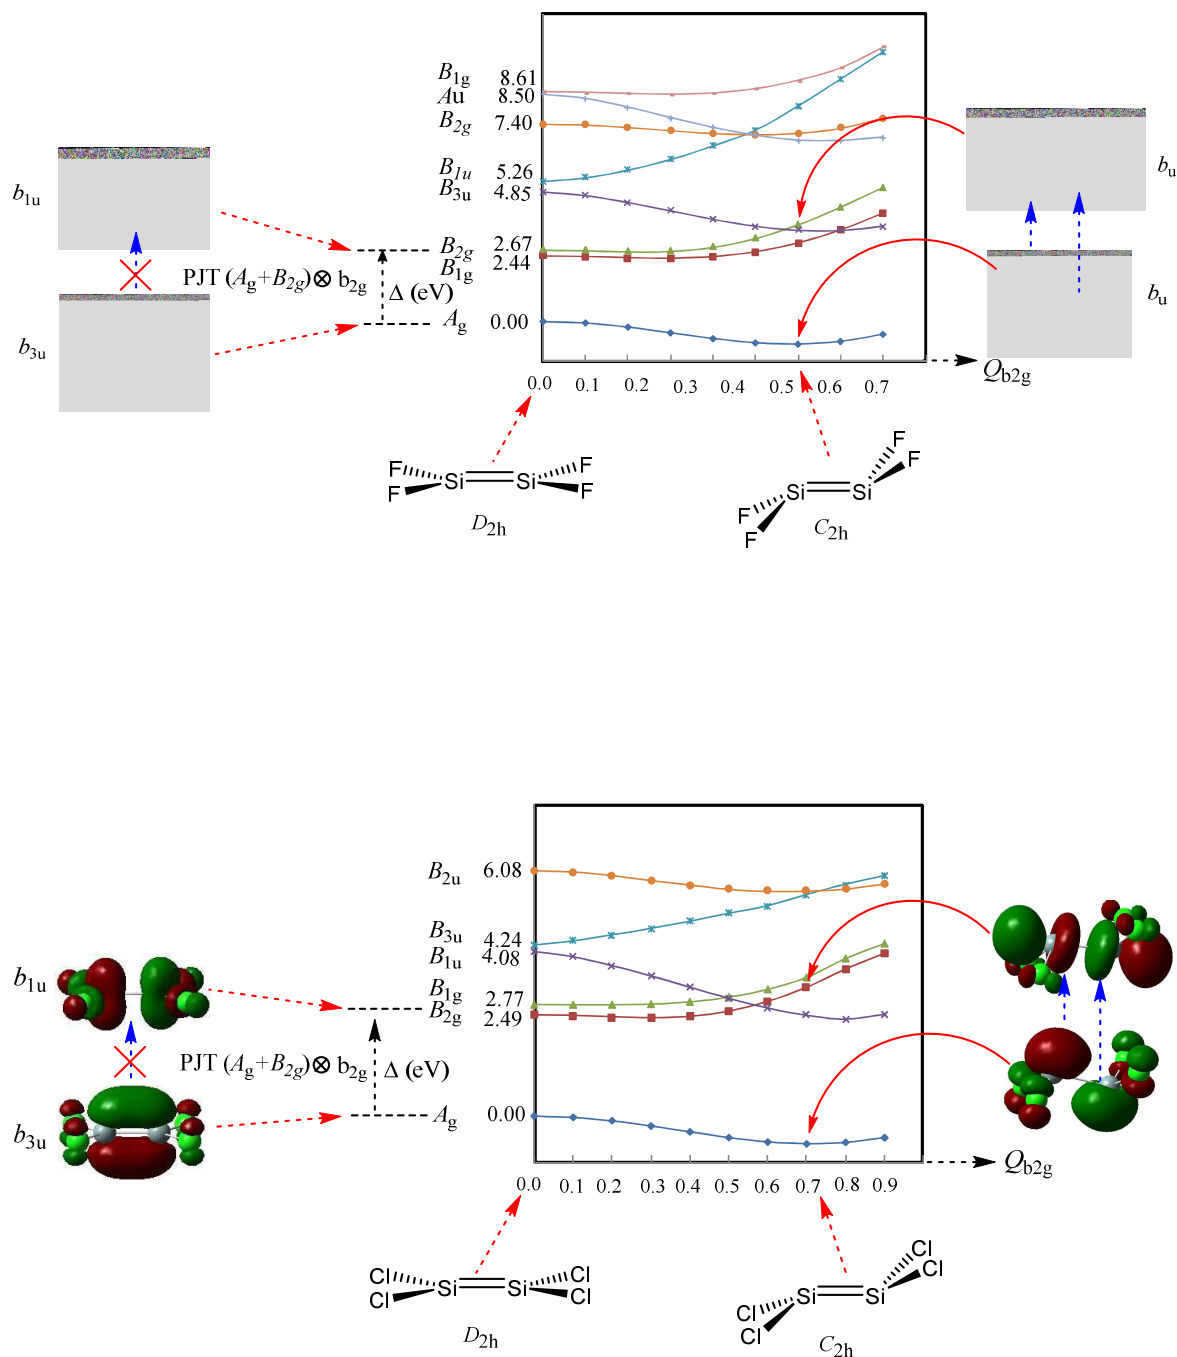 B1g 8.61
Au 8.50
B2g 7.40
B1u 5.26
B3u 4.85
B2g 2.67
B1g 2.44
Ag 0.00
b1u
b3u
PJT (Ag+B2g)⊗ b2g
Δ (eV)
bu
bu
0.0 0.1 0.2 0.3 0.4 0.5 0.6 0.7
Qb2g
F F Si Si F F
D2h
F F Si Si F F
C2h
B2u 6.08
B3u 4.24
B1u 4.08
B1g 2.77
B2g 2.49
Ag 0.00
b1u
b3u
PJT (Ag+B2g)⊗ b2g
Δ (eV)
0.0 0.1 0.2 0.3 0.4 0.5 0.6 0.7 0.8 0.9
Qb2g
Cl Cl Si Si Cl Cl
D2h
Cl Cl Si Si Cl Cl
C2h